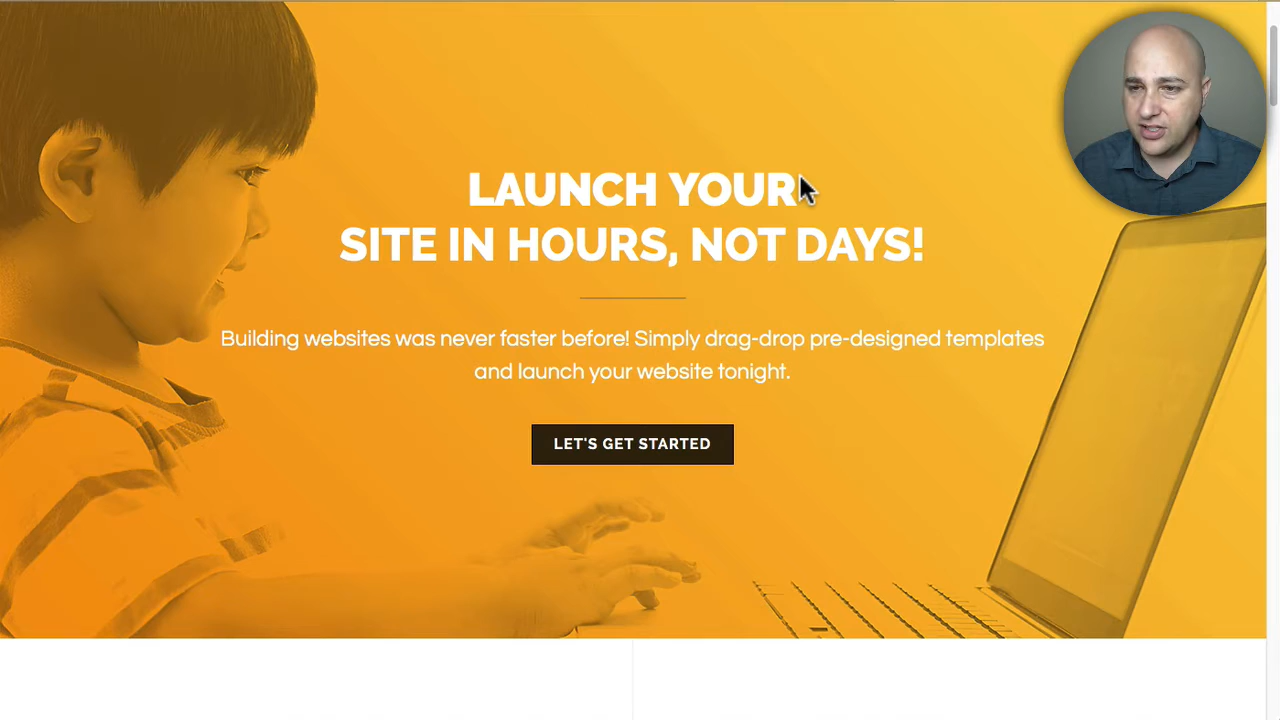 LAUNCH YOUR
SITE IN HOURS, NOT DAYS!
Building websites was never faster before! Simply drag-drop pre-designed templates
and launch your website tonight.
LET'S GET STARTED